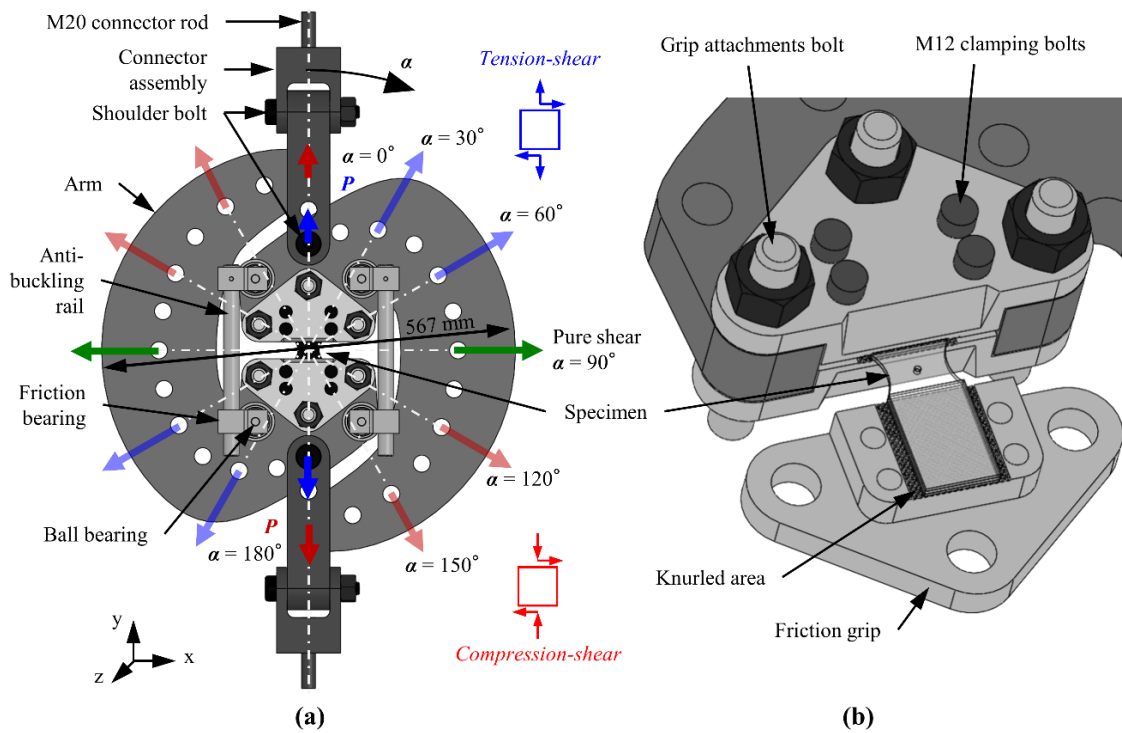 M20 connector rod
Connector
assembly
α
Tension-shear
Shoulder bolt
α = 0°
α = 30°
P
Arm
α = 60°
Anti-
buckling
rail
567 mm
Pure shear
α = 90°
Friction
bearing
Specimen
α = 120°
Ball bearing
P
α = 180°
α = 150°
y
x
z
Compression-shear
(a)
Grip attachments bolt
M12 clamping bolts
Knurled area
Friction grip
(b)